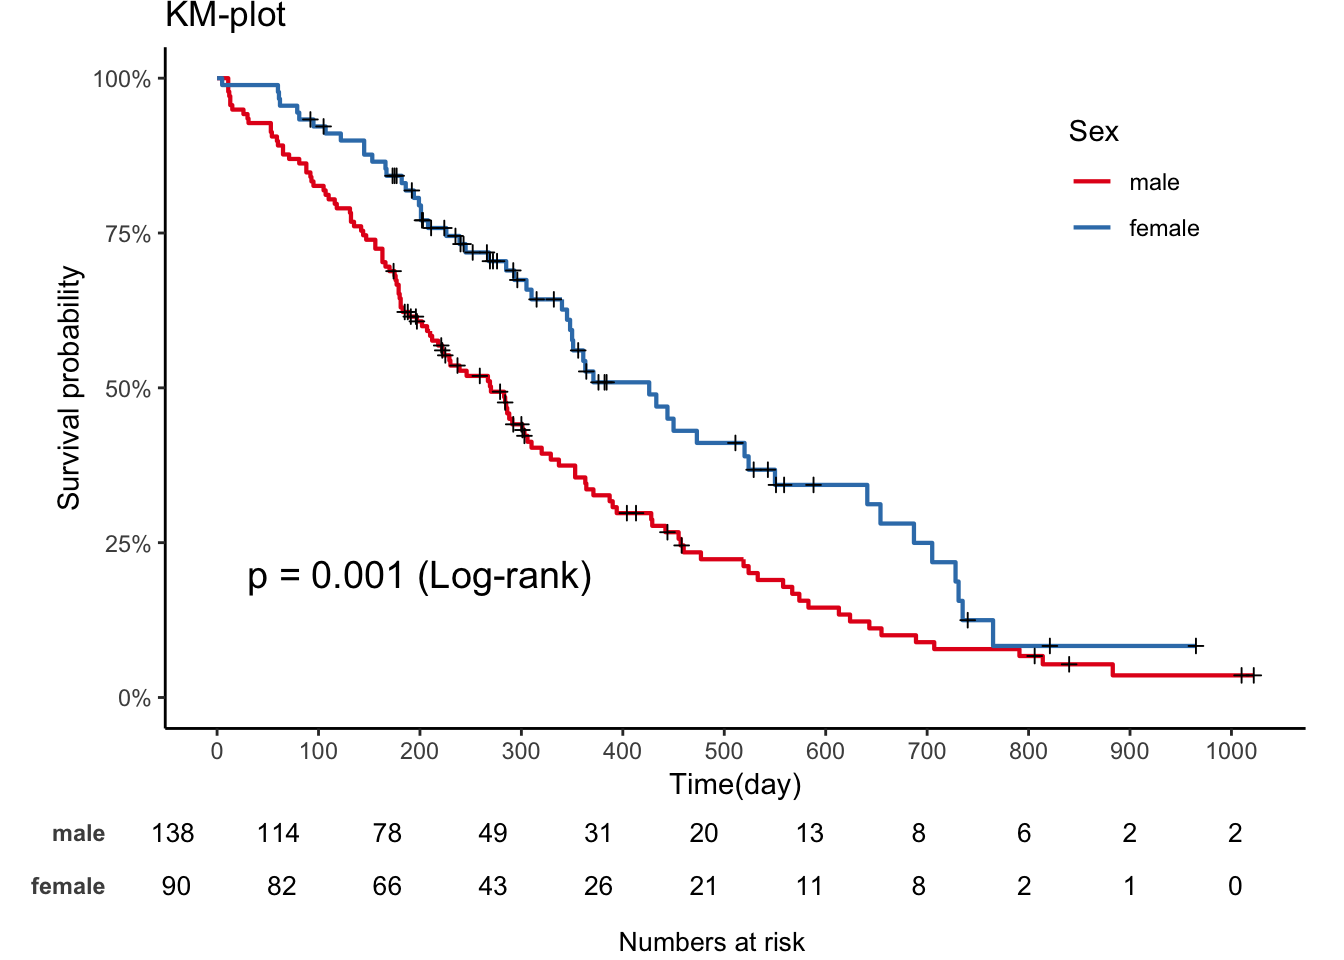 KM-plot
100%
75%
50%
25%
0%
Survival probability
Sex
male
female
p = 0.001 (Log-rank)
0 100 200 300 400 500 600 700 800 900 1000
Time(day)
male 138 114 78 49 31 20 13 8 6 2 2
female 90 82 66 43 26 21 11 8 2 1 0
Numbers at risk